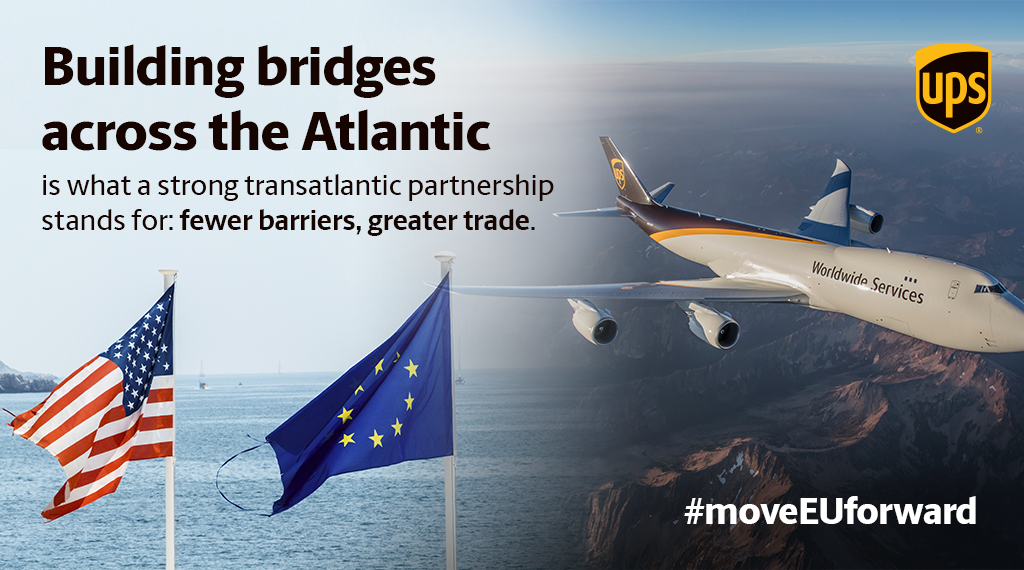 Building bridges
across the Atlantic
is what a strong transatlantic partnership
stands for: fewer barriers, greater trade.
ups
®
ups
Worldwide Services
#moveEUforward